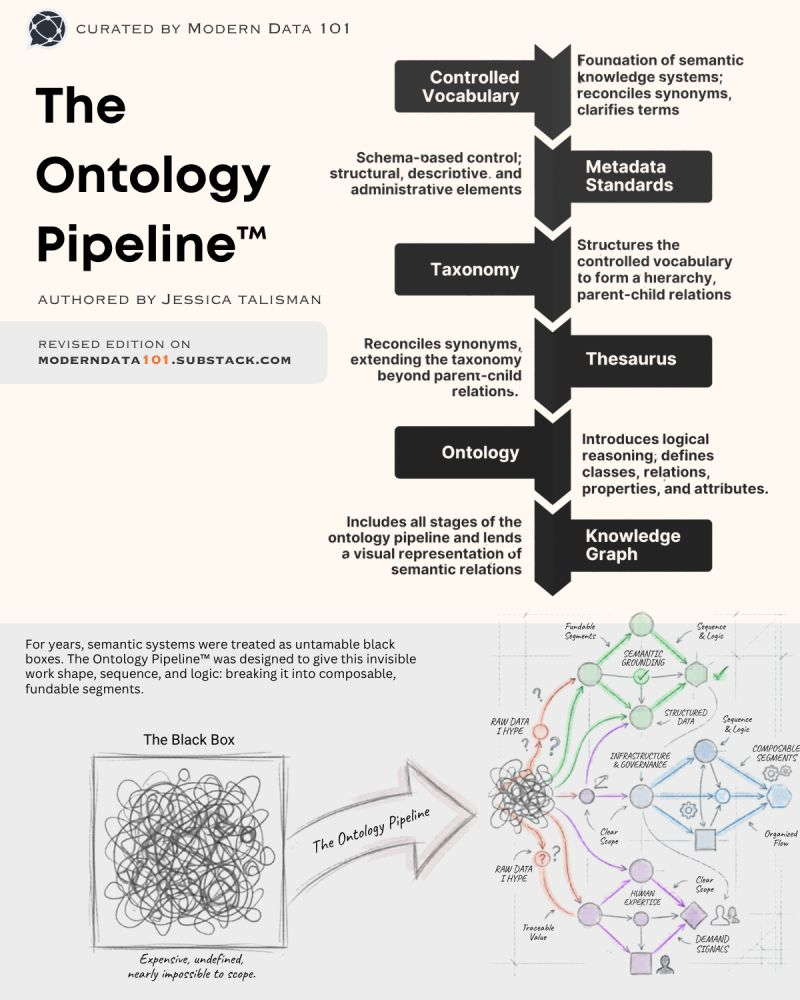 CURATED BY MODERN DATA 101
The
Ontology
Pipeline™
AUTHORED BY JESSICA TALISMAN
REVISED EDITION ON
MODERNDATA101.SUBSTACK.COM
Controlled
Vocabulary
Foundation of semantic
knowledge systems;
reconciles synonyms,
clarifies terms
Schema-based control;
structural, descriptive, and
administrative elements
Metadata
Standards
Taxonomy
Structures the
controlled vocabulary
to form a hierarchy,
parent-child relations
Reconciles synonyms,
extending the taxonomy
beyond parent-child
relations.
Thesaurus
Ontology
Introduces logical
reasoning; defines
classes, relations,
properties, and attributes.
Includes all stages of the
ontology pipeline and lends
a visual representation of
semantic relations
Knowledge
Graph
For years, semantic systems were treated as untamable black
boxes. The Ontology Pipeline™ was designed to give this invisible
work shape, sequence, and logic: breaking it into composable,
fundable segments.
The Black Box
Expensive, undefined,
nearly impossible to scope.
The Ontology Pipeline
Fundable
Segments
Sequence
& Logic
SEMANTIC
GROUNDING
STRUCTURED
DATA
RAW DATA
I HYPE
?
?
?
Sequence
& Logic
INFRASTRUCTURE
& GOVERNANCE
COMPOSABLE
SEGMENTS
Clear
Scope
Organized
Flow
RAW DATA
I HYPE
?
?
Clear
Scope
HUMAN
EXPERTISE
Traceable
Value
DEMAND
SIGNALS